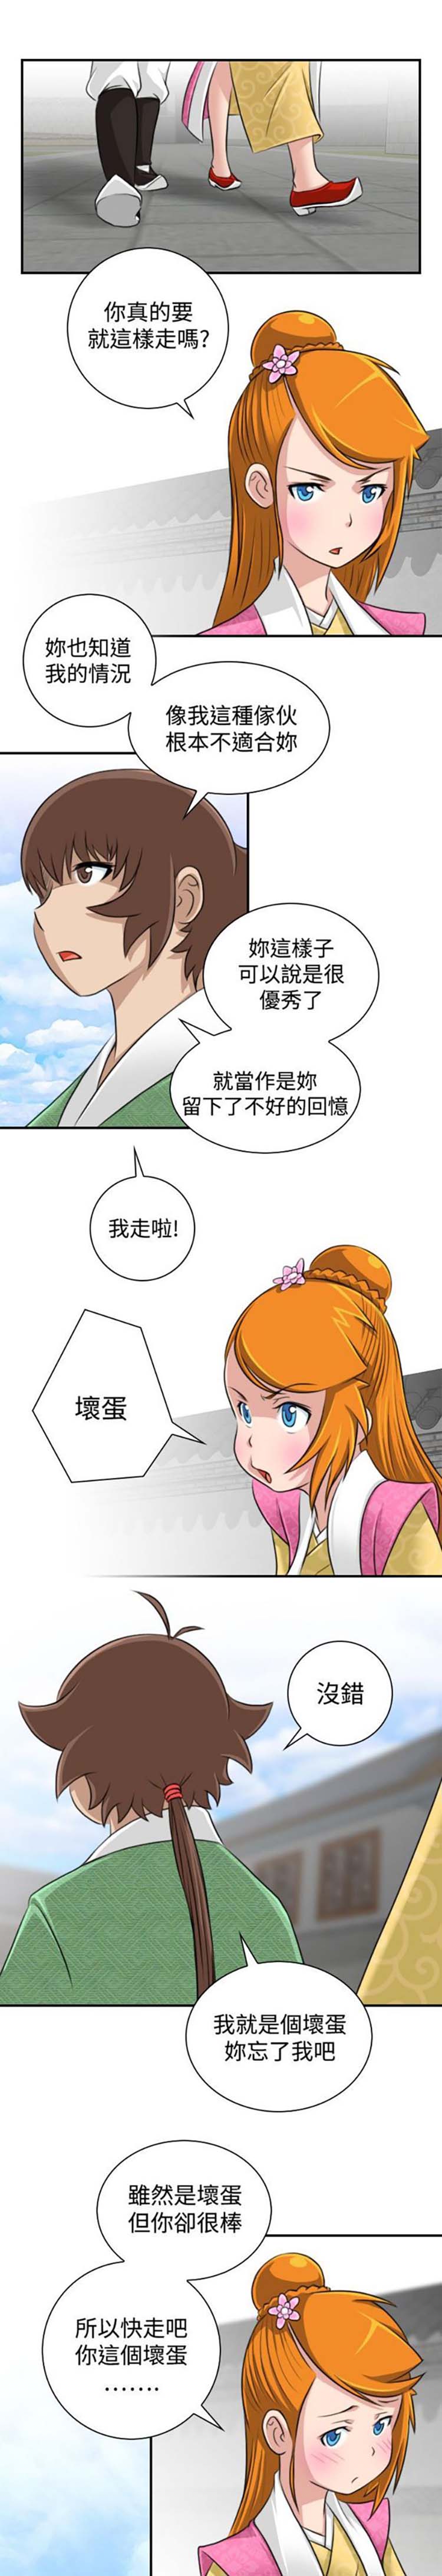 你真的要
就這樣走嗎?
妳也知道
我的情況
像我這種傢伙
根本不適合妳
妳這樣子
可以說是很
優秀了
就當作是妳
留下了不好的回憶
我走啦!
壞蛋
沒錯
我就是個壞蛋
妳忘了我吧
雖然是壞蛋
但你卻很棒
所以快走吧
你這個壞蛋
.......